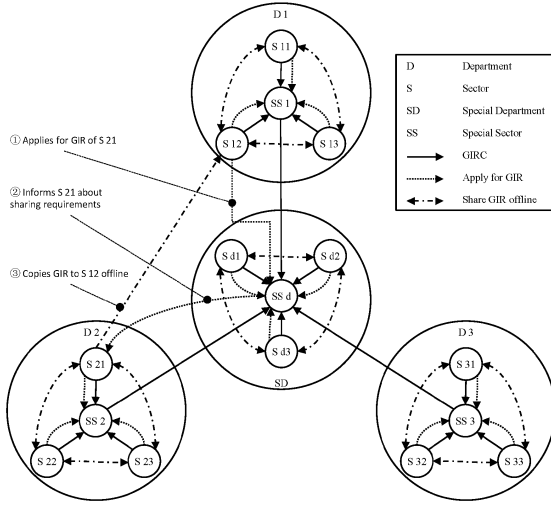 D 1
S 11
SS 1
S 12
S 13
① Applies for GIR of S 21
② Informs S 21 about
sharing requirements
③ Copies GIR to S 12 offline
D Department
S Sector
SD Special Department
SS Special Sector
GIRC
Apply for GIR
Share GIR offline
S d1
S d2
SS d
S d3
SD
D 2
S 21
SS 2
S 22
S 23
D 3
S 31
SS 3
S 32
S 33